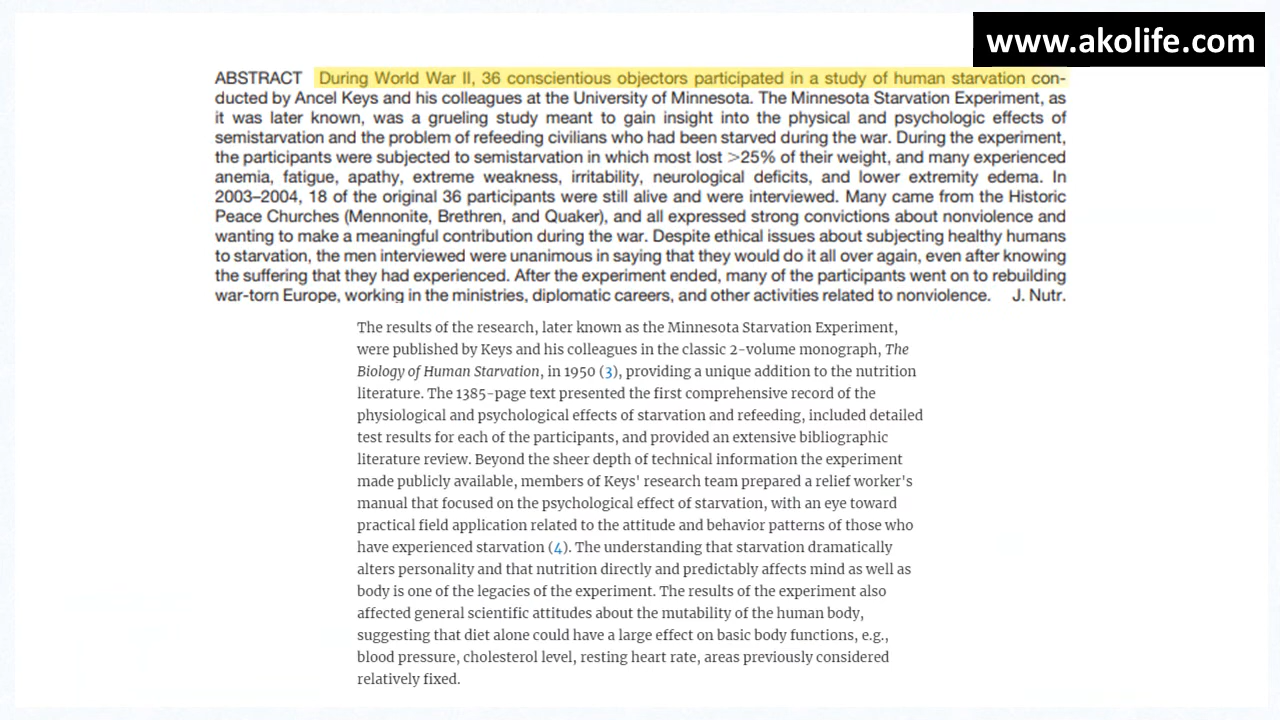 www.akolife.com
ABSTRACT During World War II, 36 conscientious objectors participated in a study of human starvation con-
ducted by Ancel Keys and his colleagues at the University of Minnesota. The Minnesota Starvation Experiment, as
it was later known, was a grueling study meant to gain insight into the physical and psychologic effects of
semistarvation and the problem of refeeding civilians who had been starved during the war. During the experiment,
the participants were subjected to semistarvation in which most lost >25% of their weight, and many experienced
anemia, fatigue, apathy, extreme weakness, irritability, neurological deficits, and lower extremity edema. In
2003–2004, 18 of the original 36 participants were still alive and were interviewed. Many came from the Historic
Peace Churches (Mennonite, Brethren, and Quaker), and all expressed strong convictions about nonviolence and
wanting to make a meaningful contribution during the war. Despite ethical issues about subjecting healthy humans
to starvation, the men interviewed were unanimous in saying that they would do it all over again, even after knowing
the suffering that they had experienced. After the experiment ended, many of the participants went on to rebuilding
war-torn Europe, working in the ministries, diplomatic careers, and other activities related to nonviolence. J. Nutr.
The results of the research, later known as the Minnesota Starvation Experiment,
were published by Keys and his colleagues in the classic 2-volume monograph, The
Biology of Human Starvation, in 1950 (3), providing a unique addition to the nutrition
literature. The 1385-page text presented the first comprehensive record of the
physiological and psychological effects of starvation and refeeding, included detailed
test results for each of the participants, and provided an extensive bibliographic
literature review. Beyond the sheer depth of technical information the experiment
made publicly available, members of Keys' research team prepared a relief worker's
manual that focused on the psychological effect of starvation, with an eye toward
practical field application related to the attitude and behavior patterns of those who
have experienced starvation (4). The understanding that starvation dramatically
alters personality and that nutrition directly and predictably affects mind as well as
body is one of the legacies of the experiment. The results of the experiment also
affected general scientific attitudes about the mutability of the human body,
suggesting that diet alone could have a large effect on basic body functions, e.g.,
blood pressure, cholesterol level, resting heart rate, areas previously considered
relatively fixed.